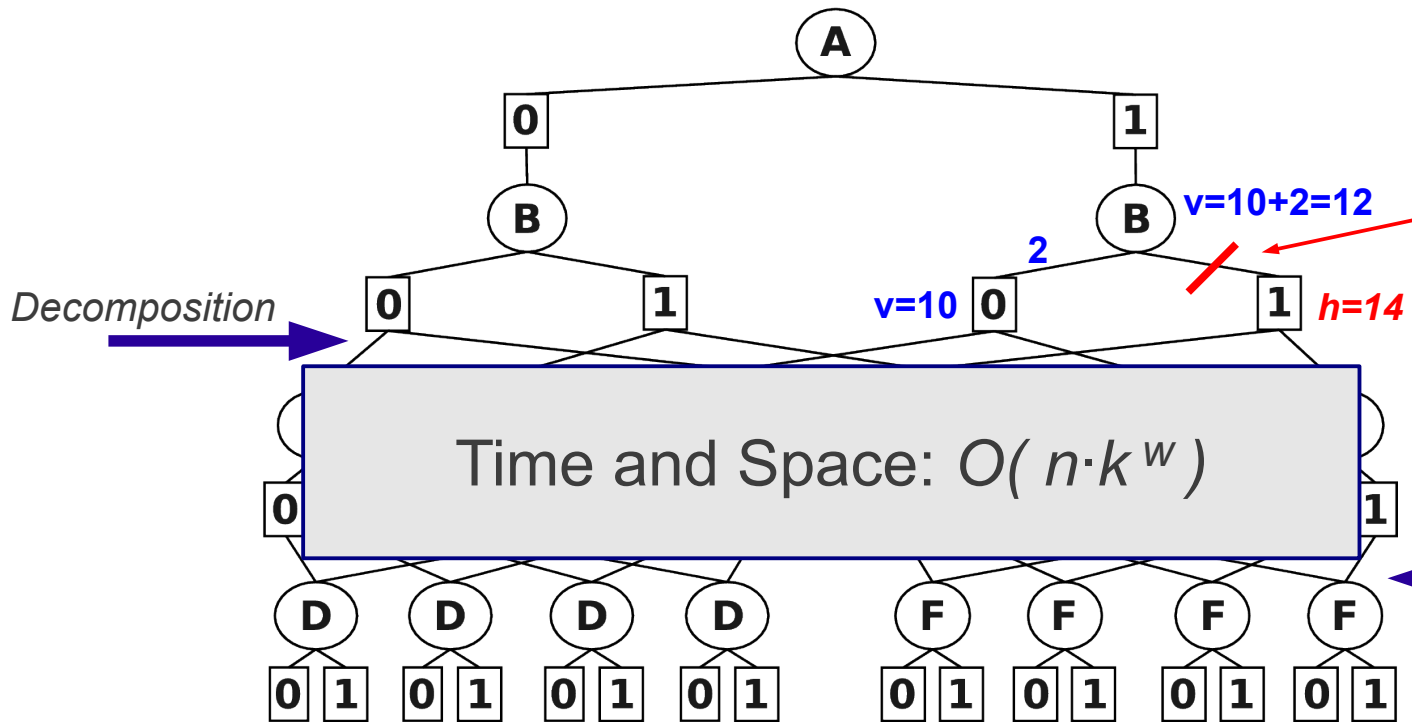 A
0 1
B B v=10+2=12
2
Decomposition 0 1 v=10 0 1 h=14
Time and Space: O( n·k^w )
0 1
D D D D F F F F
0 1 0 1 0 1 0 1 0 1 0 1 0 1 0 1